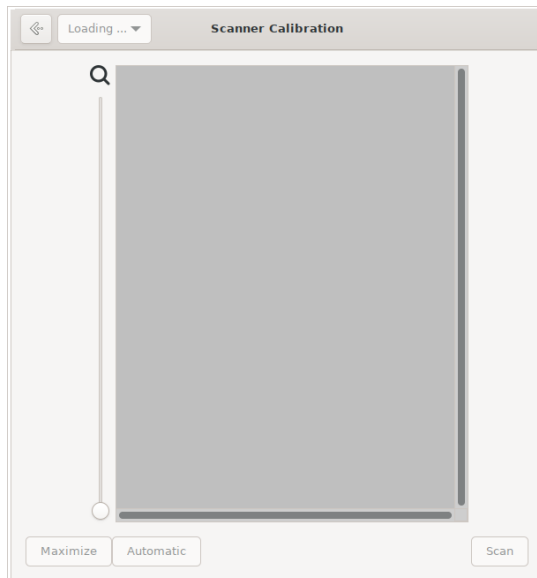 Loading ...
Scanner Calibration
Maximize
Automatic
Scan